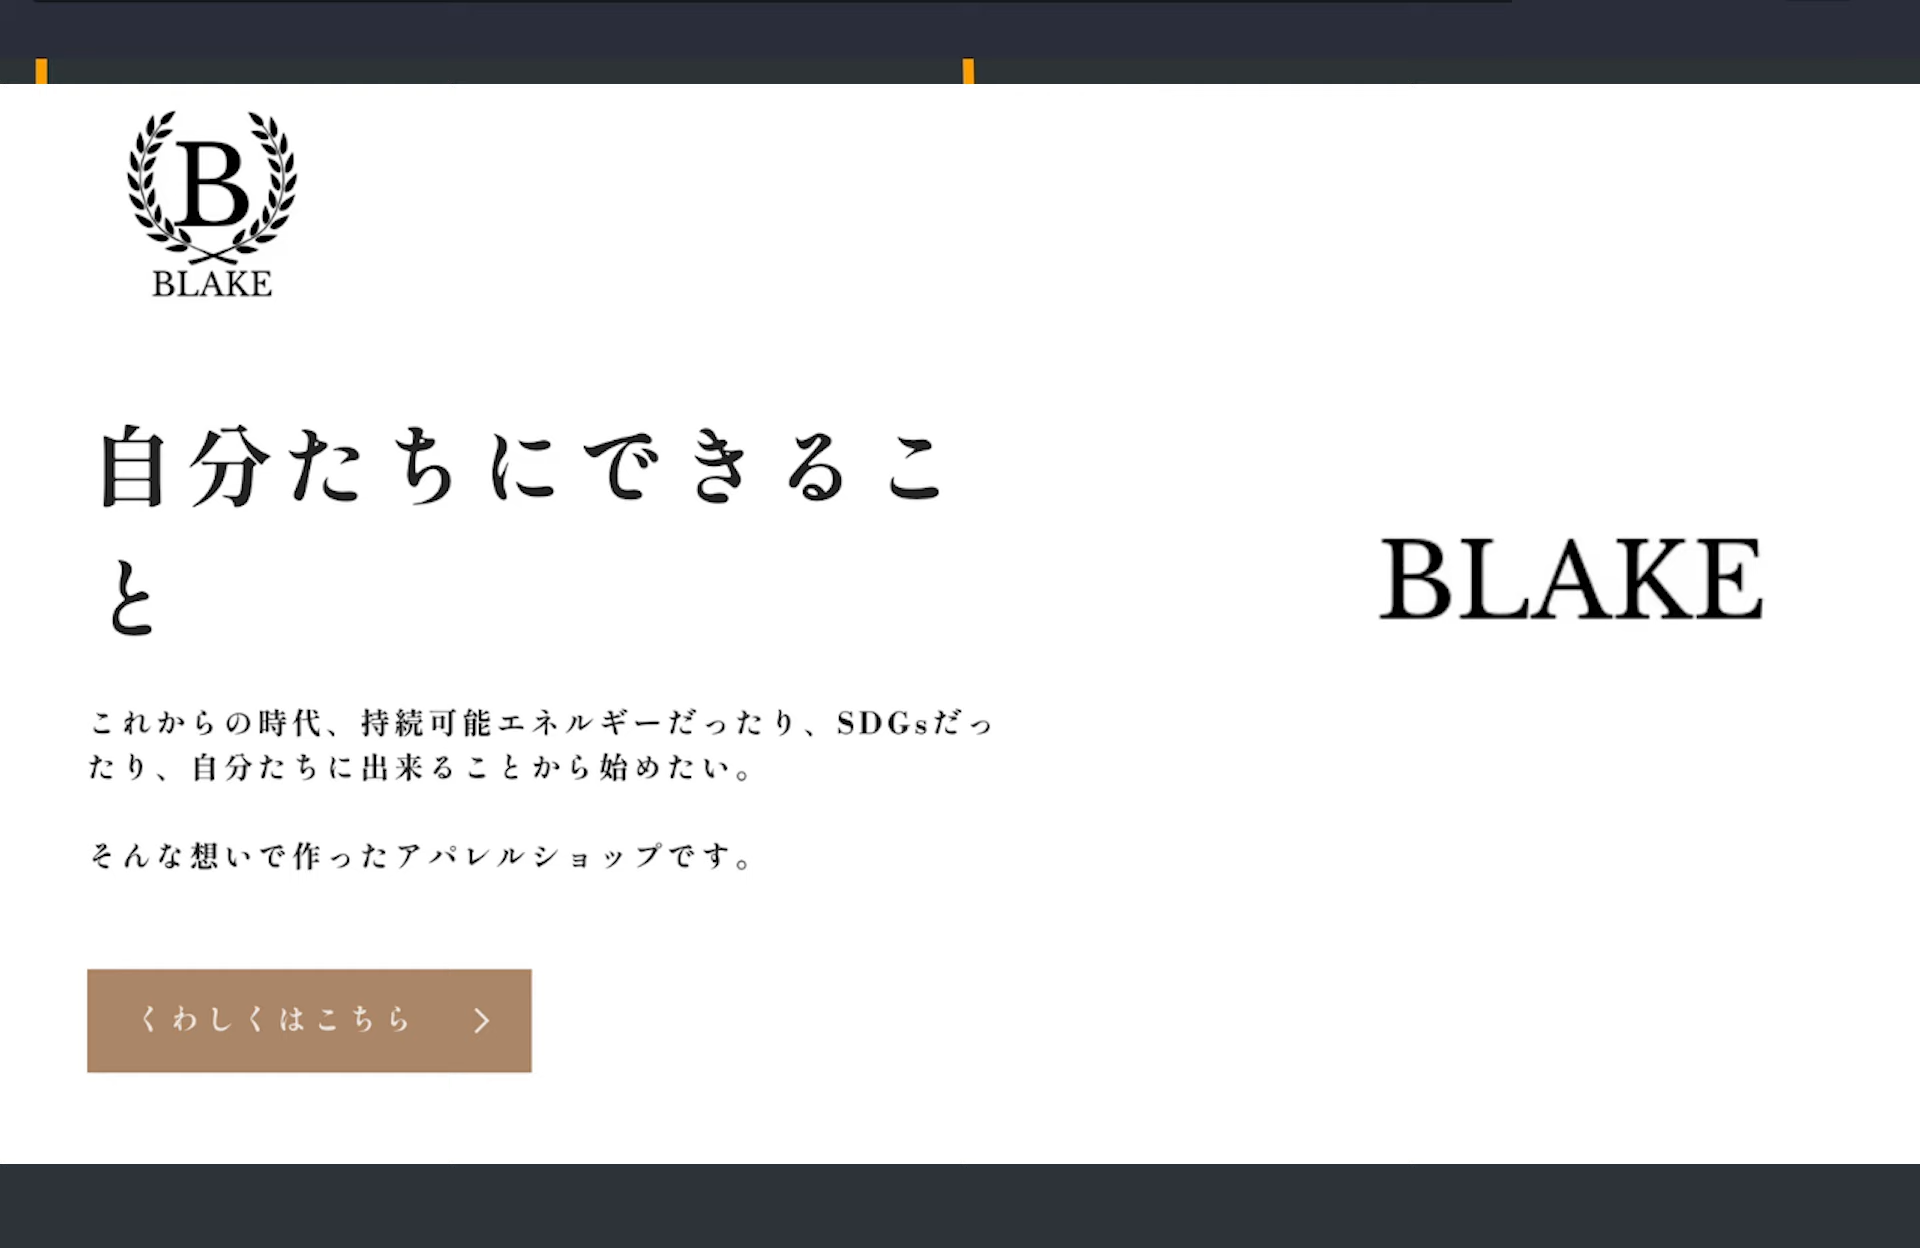 B
BLAKE
自分たちにできるこ
と
BLAKE
これからの時代、持続可能エネルギーだったり、SDGsだっ
たり、自分たちに出来ることから始めたい。
そんな想いで作ったアパレルショップです。
くわしくはこちら